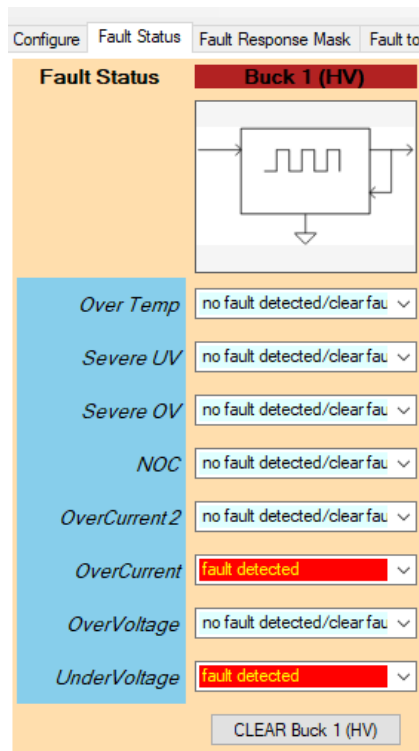 Configure Fault Status Fault Response Mask Fault to
Fault Status Buck 1 (HV)
Over Temp no fault detected/clear fau
Severe UV no fault detected/clear fau
Severe OV no fault detected/clear fau
NOC no fault detected/clear fau
OverCurrent2 no fault detected/clear fau
OverCurrent fault detected
OverVoltage no fault detected/clear fau
UnderVoltage fault detected
CLEAR Buck 1 (HV)